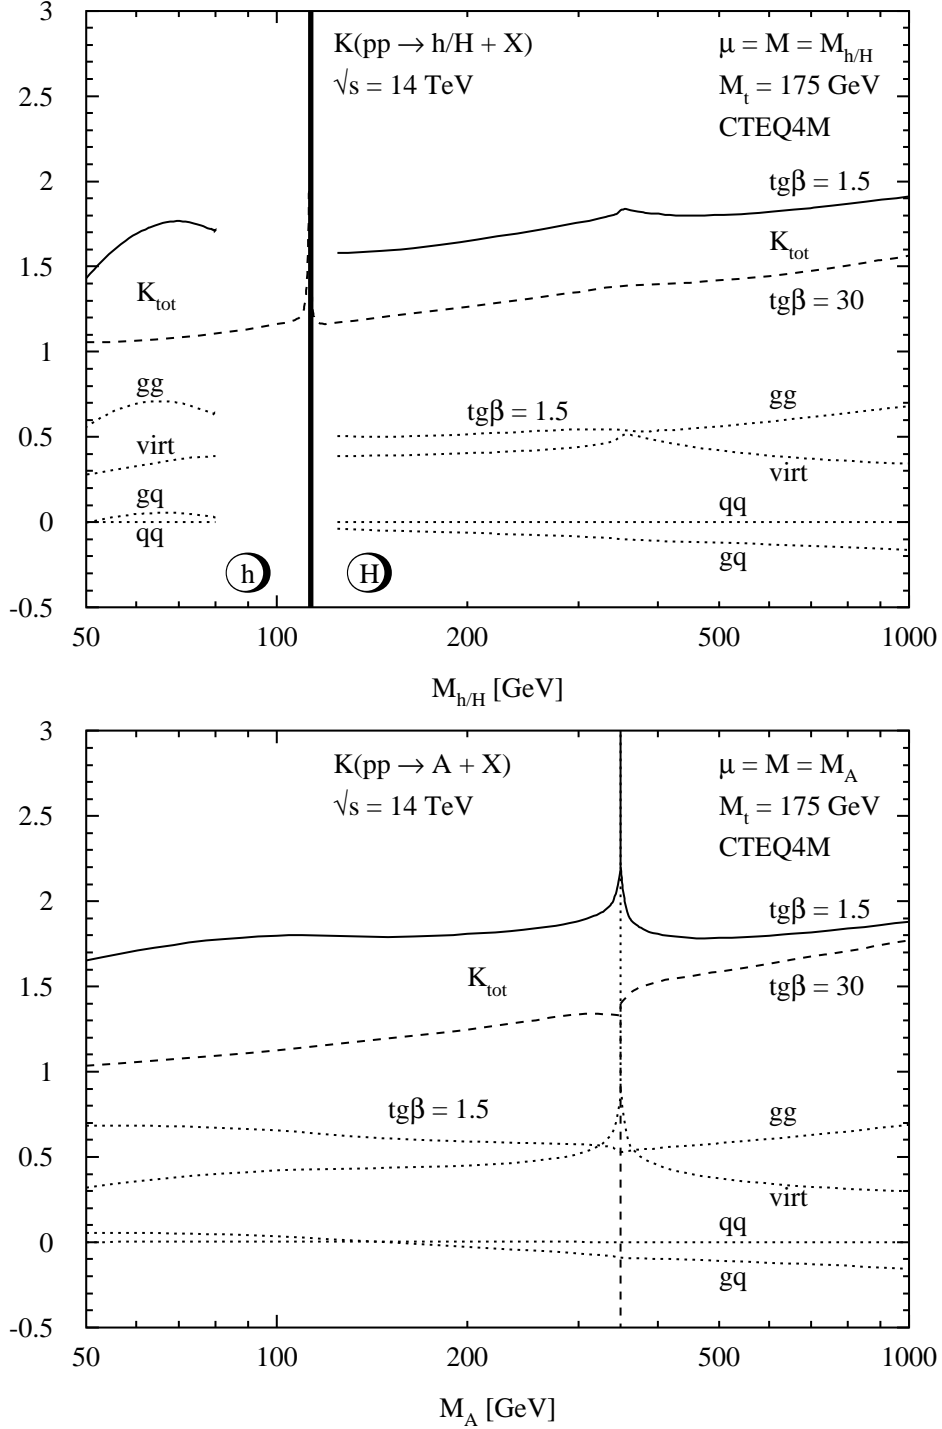 3
K(pp → h/H + X)
μ = M = M_h/H
√s = 14 TeV
M_t = 175 GeV
2.5
CTEQ4M
2
tgβ = 1.5
K_tot
1.5
K_tot
tgβ = 30
1
gg
tgβ = 1.5
gg
0.5
virt
virt
gq
qq
0
qq
gq
h
H
-0.5
50 100 200 500 1000
M_h/H [GeV]
3
K(pp → A + X)
μ = M = M_A
√s = 14 TeV
M_t = 175 GeV
2.5
CTEQ4M
2
tgβ = 1.5
K_tot
tgβ = 30
1.5
1
tgβ = 1.5
gg
0.5
virt
qq
0
gq
-0.5
50 100 200 500 1000
M_A [GeV]